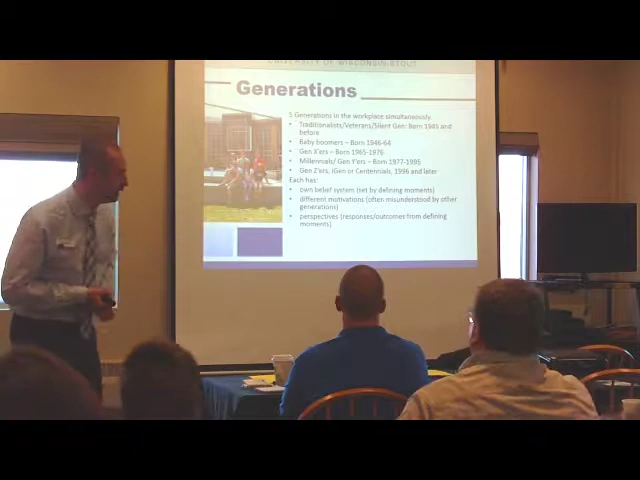 UNIVERSITY OF WISCONSIN-STOUT
Generations
5 Generations in the workplace simultaneously.
• Traditionalists/Veterans/Silent Gen: Born 1945 and
before
• Baby boomers – Born 1946-64
• Gen X'ers – Born 1965-1976
• Millennials/ Gen Y'ers – Born 1977-1995
• Gen Z'ers, iGen or Centennials, 1996 and later
Each has:
• own belief system (set by defining moments)
• different motivations (often misunderstood by other
generations)
• perspectives (responses/outcomes from defining
moments)